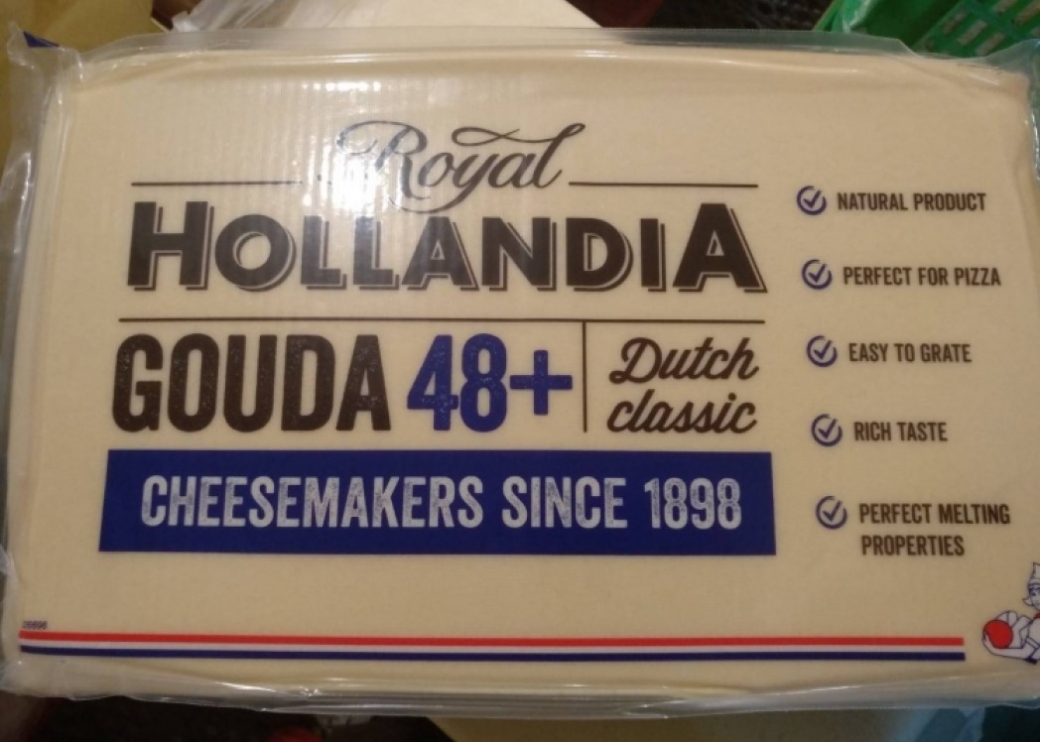 Royal
HOLLANDIA
GOUDA 48+
Dutch
classic
CHEESEMAKERS SINCE 1898
NATURAL PRODUCT
PERFECT FOR PIZZA
EASY TO GRATE
RICH TASTE
PERFECT MELTING
PROPERTIES